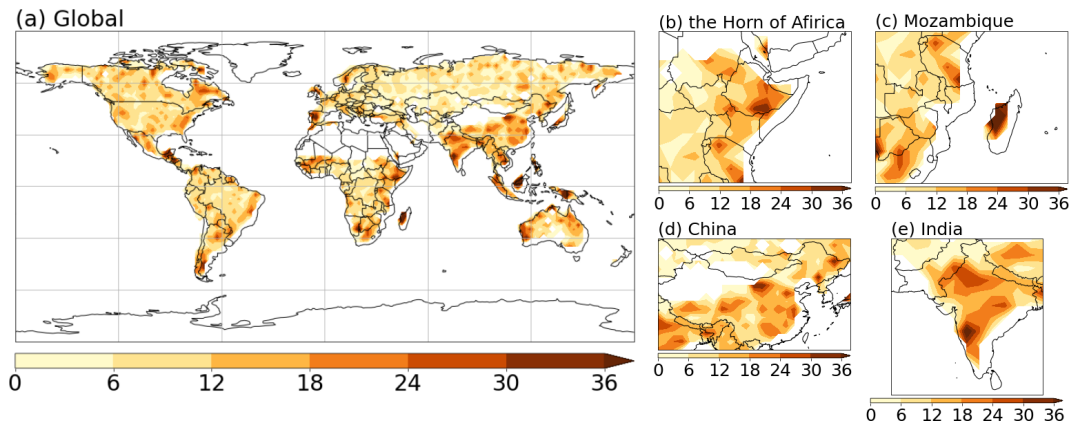 (a) Global
0 6 12 18 24 30 36
(b) the Horn of Afirica
0 6 12 18 24 30 36
(c) Mozambique
0 6 12 18 24 30 36
(d) China
0 6 12 18 24 30 36
(e) India
0 6 12 18 24 30 36